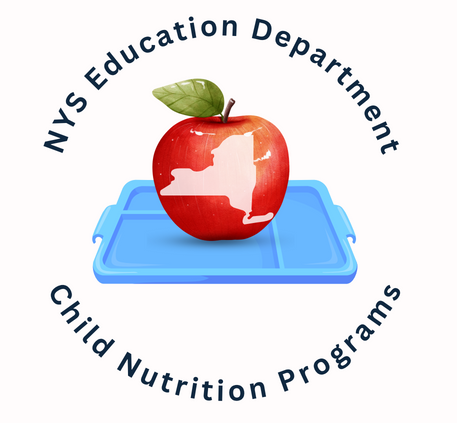 NYS Education Department
Child Nutrition Programs